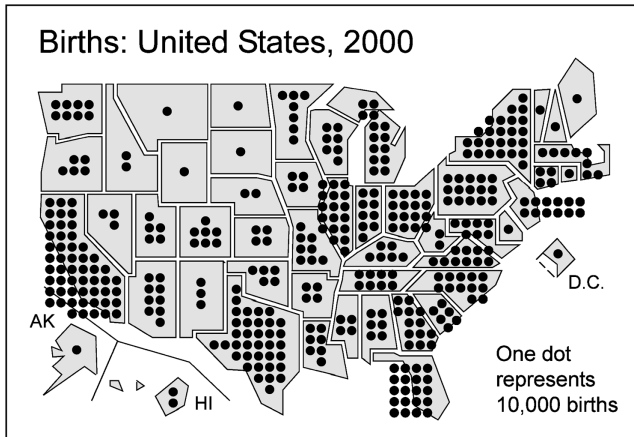 Births: United States, 2000
D.C.
AK
HI
One dot
represents
10,000 births